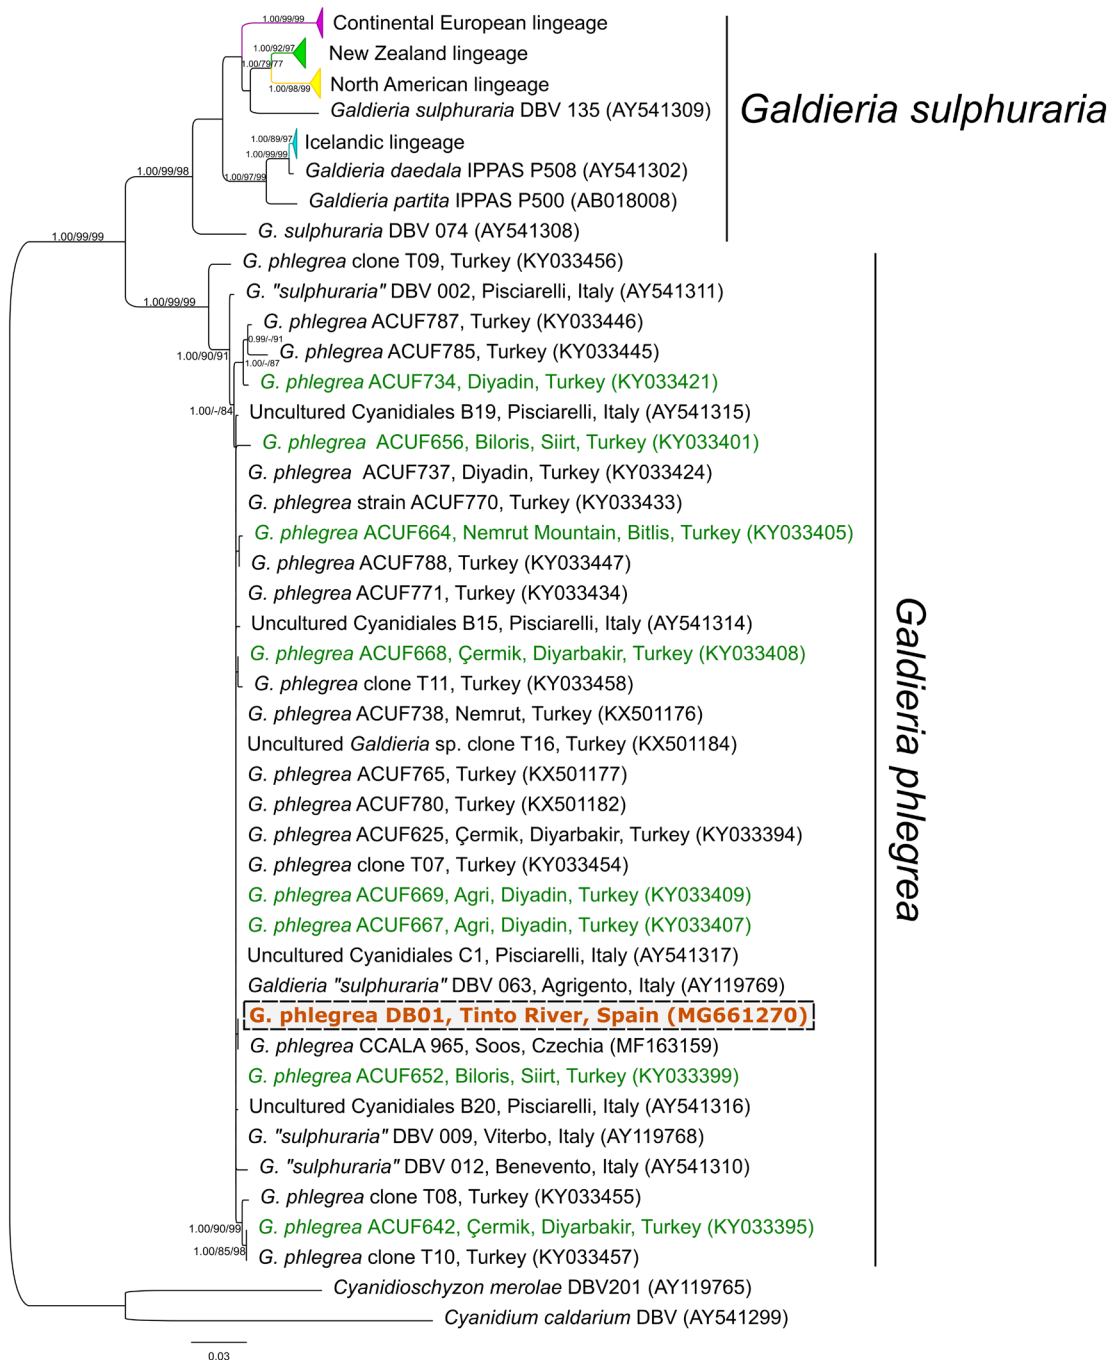 1.00/99/99
Continental European lingeage
1.00/92/97
New Zealand lingeage
1.00/79/77
1.00/98/99
North American lingeage
Galdieria sulphuraria DBV 135 (AY541309)
Galdieria sulphuraria
1.00/89/97
Icelandic lingeage
1.00/99/99
Galdieria daedala IPPAS P508 (AY541302)
1.00/99/98
1.00/97/99
Galdieria partita IPPAS P500 (AB018008)
G. sulphuraria DBV 074 (AY541308)
1.00/99/99
G. phlegrea clone T09, Turkey (KY033456)
G. "sulphuraria" DBV 002, Pisciarelli, Italy (AY541311)
1.00/99/99
G. phlegrea ACUF787, Turkey (KY033446)
0.99/-/91
1.00/90/91
G. phlegrea ACUF785, Turkey (KY033445)
1.00/-/87
G. phlegrea ACUF734, Diyadin, Turkey (KY033421)
1.00/-/84
Uncultured Cyanidiales B19, Pisciarelli, Italy (AY541315)
G. phlegrea ACUF656, Biloris, Siirt, Turkey (KY033401)
G. phlegrea ACUF737, Diyadin, Turkey (KY033424)
G. phlegrea strain ACUF770, Turkey (KY033433)
G. phlegrea ACUF664, Nemrut Mountain, Bitlis, Turkey (KY033405)
G. phlegrea ACUF788, Turkey (KY033447)
G. phlegrea ACUF771, Turkey (KY033434)
Uncultured Cyanidiales B15, Pisciarelli, Italy (AY541314)
G. phlegrea ACUF668, Çermik, Diyarbakir, Turkey (KY033408)
G. phlegrea clone T11, Turkey (KY033458)
G. phlegrea ACUF738, Nemrut, Turkey (KX501176)
Uncultured Galdieria sp. clone T16, Turkey (KX501184)
Galdieria phlegrea
G. phlegrea ACUF765, Turkey (KX501177)
G. phlegrea ACUF780, Turkey (KX501182)
G. phlegrea ACUF625, Çermik, Diyarbakir, Turkey (KY033394)
G. phlegrea clone T07, Turkey (KY033454)
G. phlegrea ACUF669, Agri, Diyadin, Turkey (KY033409)
G. phlegrea ACUF667, Agri, Diyadin, Turkey (KY033407)
Uncultured Cyanidiales C1, Pisciarelli, Italy (AY541317)
Galdieria "sulphuraria" DBV 063, Agrigento, Italy (AY119769)
G. phlegrea DB01, Tinto River, Spain (MG661270)
G. phlegrea CCALA 965, Soos, Czechia (MF163159)
G. phlegrea ACUF652, Biloris, Siirt, Turkey (KY033399)
Uncultured Cyanidiales B20, Pisciarelli, Italy (AY541316)
G. "sulphuraria" DBV 009, Viterbo, Italy (AY119768)
G. "sulphuraria" DBV 012, Benevento, Italy (AY541310)
G. phlegrea clone T08, Turkey (KY033455)
1.00/90/99
G. phlegrea ACUF642, Çermik, Diyarbakir, Turkey (KY033395)
1.00/85/98
G. phlegrea clone T10, Turkey (KY033457)
Cyanidioschyzon merolae DBV201 (AY119765)
Cyanidium caldarium DBV (AY541299)
0.03